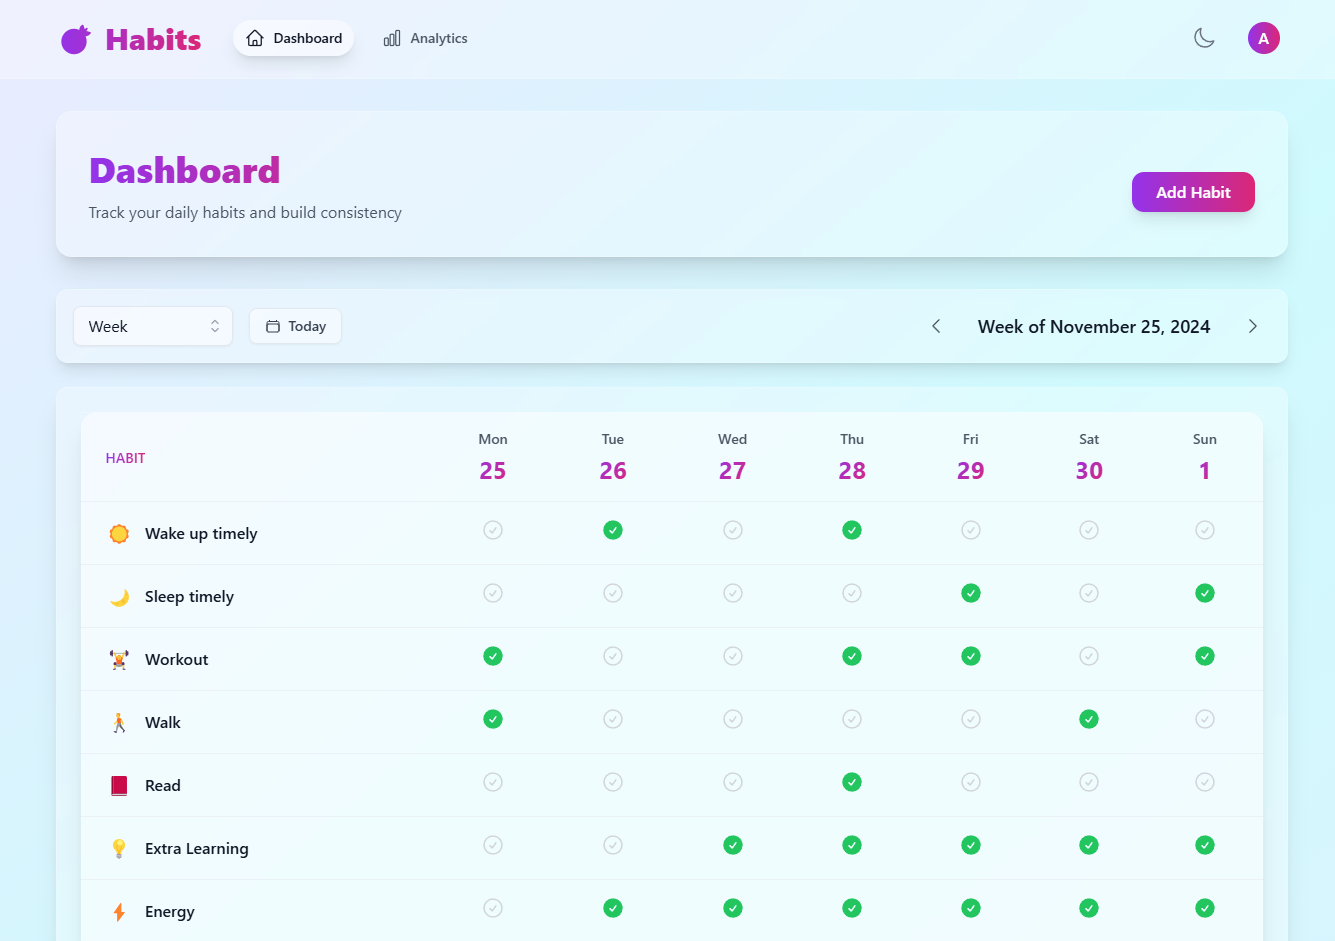 Habits
Dashboard
Analytics
A
Dashboard
Track your daily habits and build consistency
Add Habit
Week
Today
Week of November 25, 2024
HABIT
Mon
25
Tue
26
Wed
27
Thu
28
Fri
29
Sat
30
Sun
1
Wake up timely
Sleep timely
Workout
Walk
Read
Extra Learning
Energy